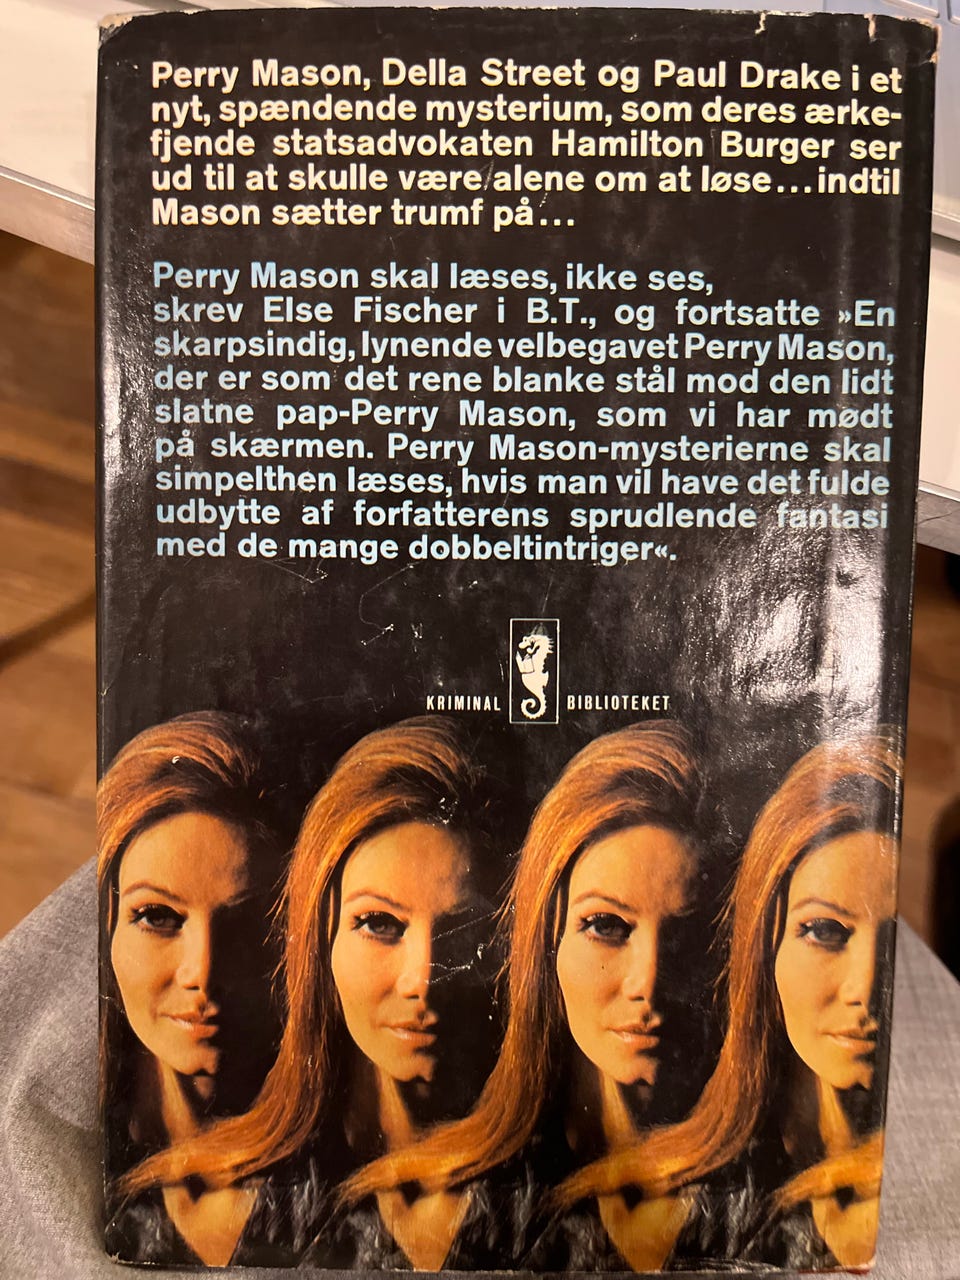 Perry Mason, Della Street og Paul Drake i et
nyt, spændende mysterium, som deres ærke-
fjende statsadvokaten Hamilton Burger ser
ud til at skulle være alene om at løse...indtil
Mason sætter trumf på...
Perry Mason skal læses, ikke ses,
skrev Else Fischer i B.T., og fortsatte »En
skarpsindig, lynende velbegavet Perry Mason,
der er som det rene blanke stål mod den lidt
slatne pap-Perry Mason, som vi har mødt
på skærmen. Perry Mason-mysterierne skal
simpelthen læses, hvis man vil have det fulde
udbytte af forfatterens sprudlende fantasi
med de mange dobbeltintriger«.
KRIMINAL BIBLIOTEKET